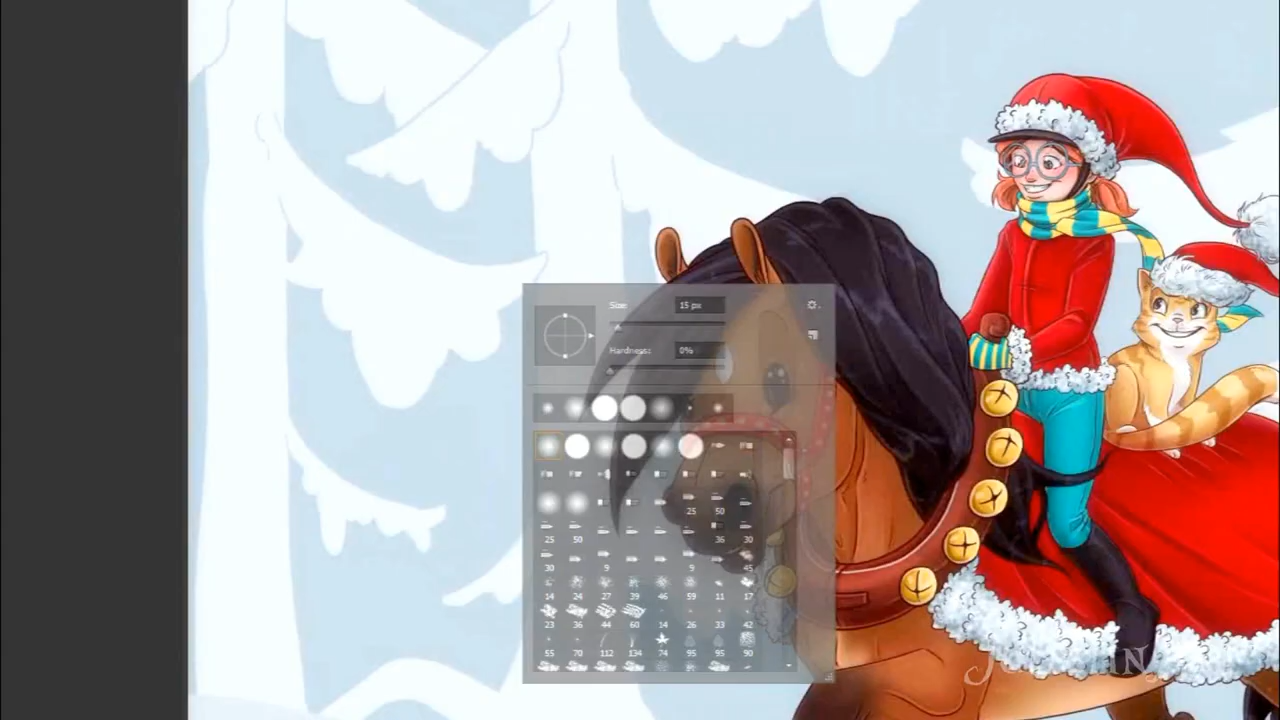 Size:
15 px
Hardness:
0%
25 50
25 50 36 30
30 9 9 45
14 24 27 39 46 59 11 17
23 36 44 60 14 26 33 42
55 70 112 134 74 95 95 90